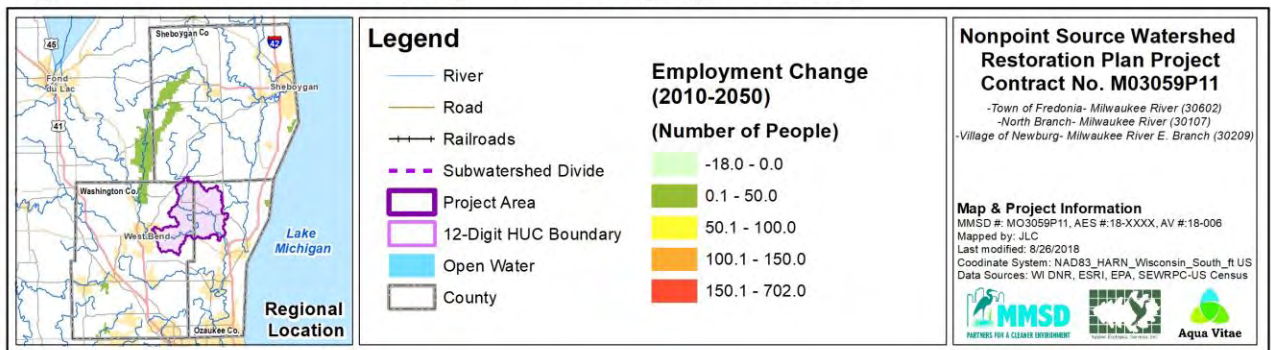 Sheboygan Co
45
42
Fond
du Lac
Sheboygan
41
Washington Co.
West Bend
Lake
Michigan
Regional
Location
Ozaukee Co.
Legend
River
Road
Railroads
Subwatershed Divide
Project Area
12-Digit HUC Boundary
Open Water
County
Employment Change
(2010-2050)
(Number of People)
-18.0 - 0.0
0.1 - 50.0
50.1 - 100.0
100.1 - 150.0
150.1 - 702.0
Nonpoint Source Watershed
Restoration Plan Project
Contract No. M03059P11
-Town of Fredonia- Milwaukee River (30602)
-North Branch- Milwaukee River (30107)
-Village of Newburg- Milwaukee River E. Branch (30209)
Map & Project Information
MMSD #: MO3059P11, AES #:18-XXXX, AV #:18-006
Mapped by: JLC
Last modified: 8/26/2018
Coodinate System: NAD83_HARN_Wisconsin_South_ft US
Data Sources: WI DNR, ESRI, EPA, SEWRPC-US Census
MMSD
PARTNERS FOR A CLEANER ENVIRONMENT
Applied Ecological Services, Inc.
Aqua Vitae